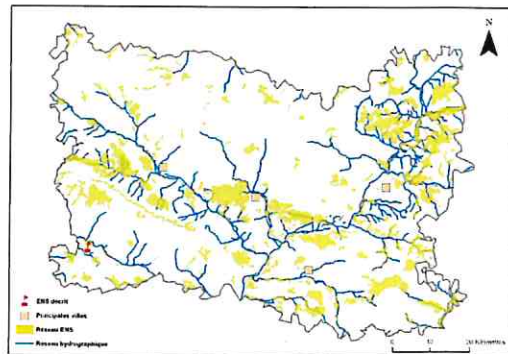 N
ENS décrit
Principales villes
Réseau ENS
Réseau hydrographique
0 10 20 Kilomètres